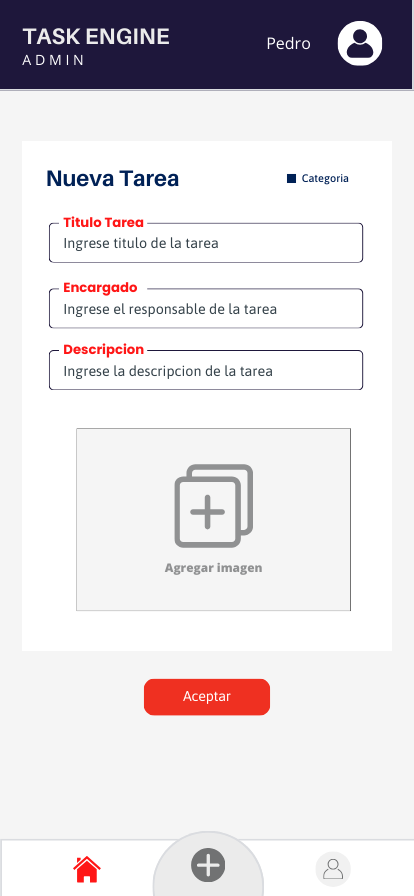 TASK ENGINE
ADMIN
Pedro
Nueva Tarea
Categoria
Titulo Tarea
Ingrese titulo de la tarea
Encargado
Ingrese el responsable de la tarea
Descripcion
Ingrese la descripcion de la tarea
Agregar imagen
Aceptar